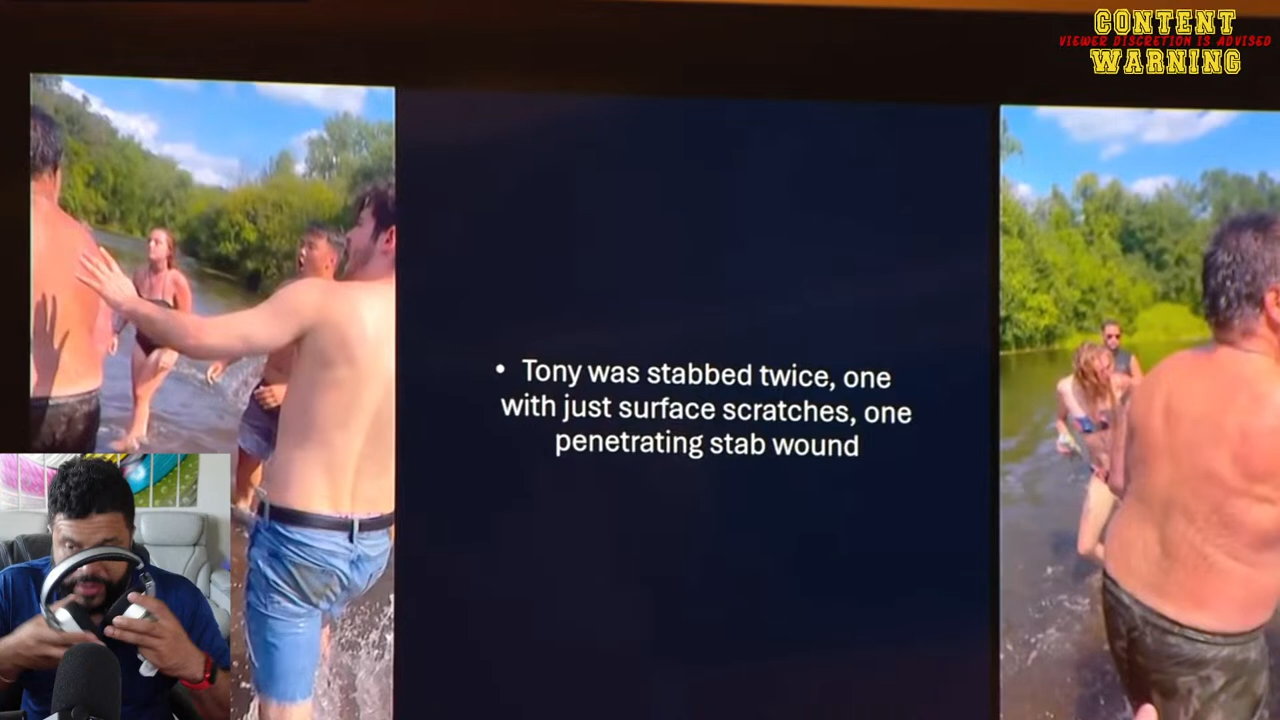 CONTENT
VIEWER DISCRETION IS ADVISED
WARNING
• Tony was stabbed twice, one
with just surface scratches, one
penetrating stab wound